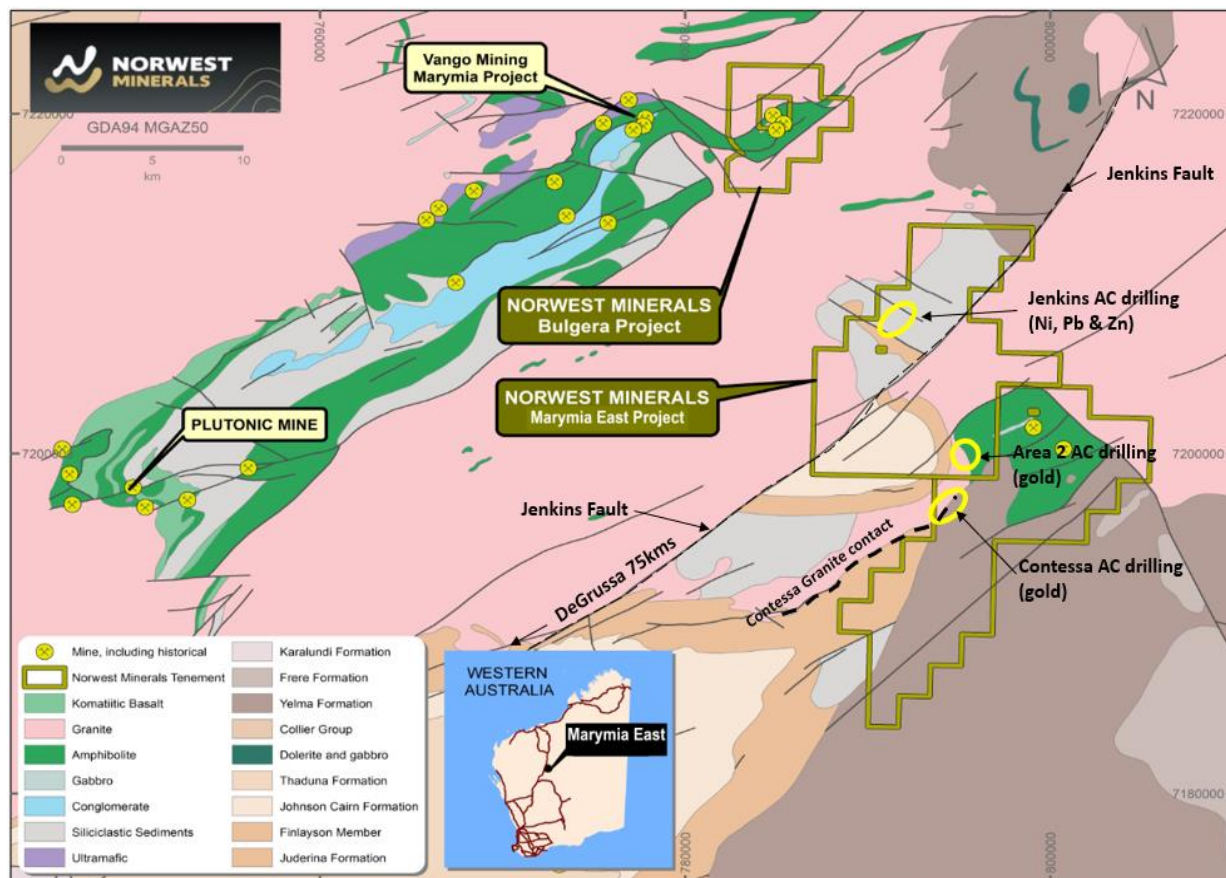 NORWEST
MINERALS
GDA94 MGAZ50
0 5 10
km
760000
780000
800000
7220000
7220000
N
Vango Mining
Marymia Project
Jenkins Fault
NORWEST MINERALS
Bulgera Project
Jenkins AC drilling
(Ni, Pb & Zn)
NORWEST MINERALS
Marymia East Project
PLUTONIC MINE
7200000
7200000
Area 2 AC drilling
(gold)
Jenkins Fault
DeGrussa 75kms
Contessa Granite contact
Contessa AC drilling
(gold)
Mine, including historical
Norwest Minerals Tenement
Komatiitic Basalt
Granite
Amphibolite
Gabbro
Conglomerate
Siliciclastic Sediments
Ultramafic
Karalundi Formation
Frere Formation
Yelma Formation
Collier Group
Dolerite and gabbro
Thaduna Formation
Johnson Cairn Formation
Finlayson Member
Juderina Formation
WESTERN
AUSTRALIA
Marymia East
7180000
780000
800000